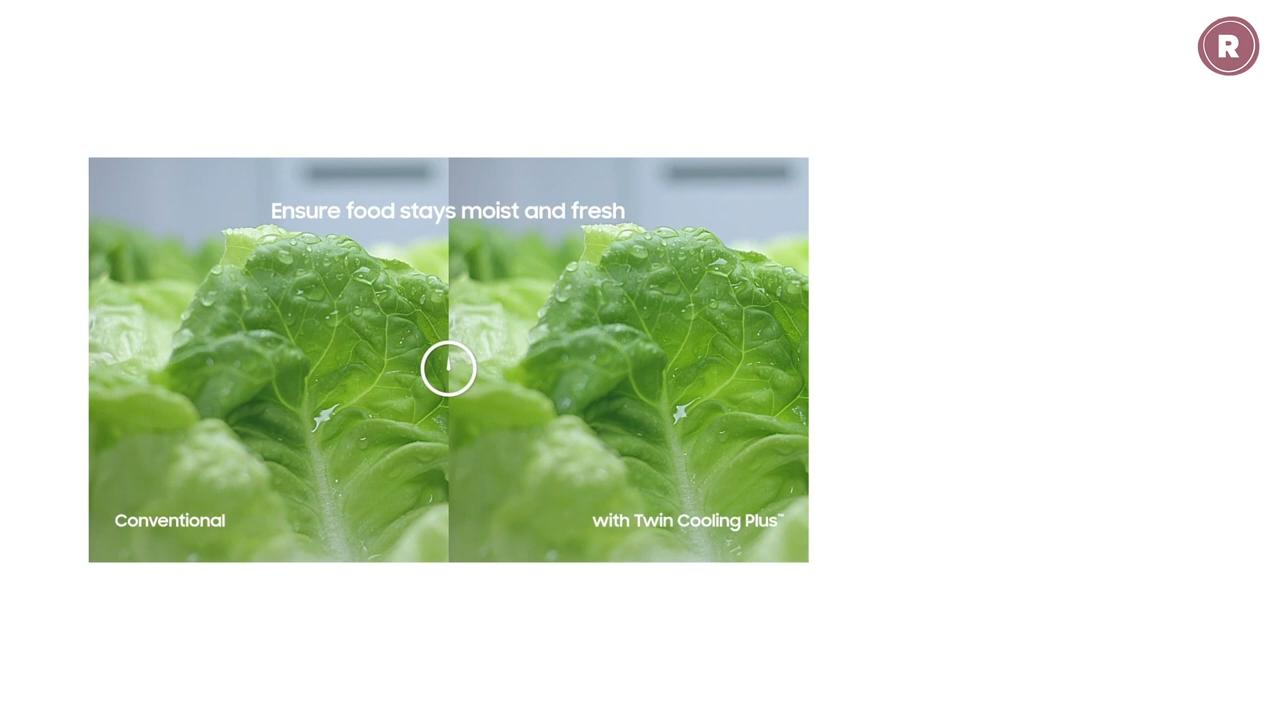 R
Ensure food stays moist and fresh
Conventional
with Twin Cooling Plus™